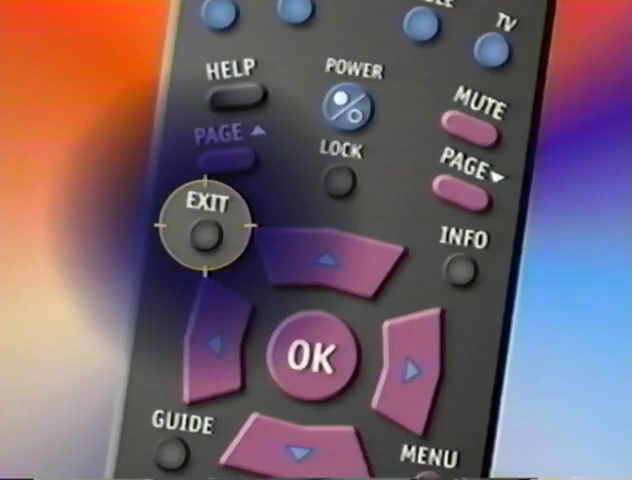 TV
HELP
POWER
MUTE
PAGE
LOCK
PAGE
EXIT
INFO
OK
GUIDE
MENU